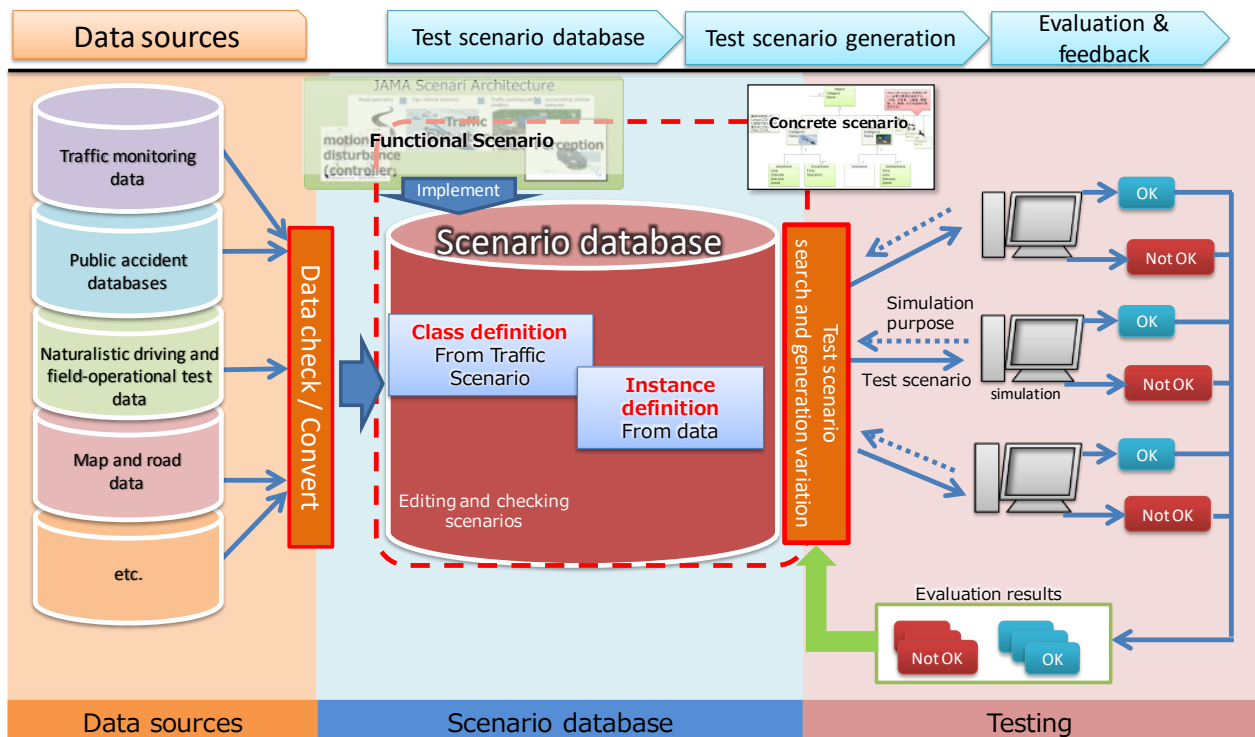 Data sources
Test scenario database
Test scenario generation
Evaluation &
feedback
JAMA Scenari Architecture
Road geometry
Traffic
motion
disturbance
(controller)
Perception
Functional Scenario
Implement
Concrete scenario
Traffic monitoring
data
Public accident
databases
Naturalistic driving and
field-operational test
data
Map and road
data
etc.
Data check / Convert
Scenario database
Class definition
From Traffic
Scenario
Instance
definition
From data
Editing and checking
scenarios
Test scenario
search and generation variation
Simulation
purpose
Test scenario
simulation
OK
Not OK
OK
Not OK
OK
Not OK
Evaluation results
Not OK
OK
Data sources
Scenario database
Testing